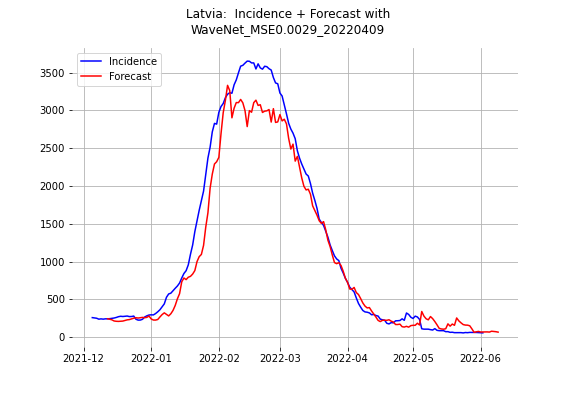 Latvia:  Incidence + Forecast with
WaveNet_MSE0.0029_20220409
Incidence
Forecast
3500
3000
2500
2000
1500
1000
500
0
2021-12 2022-01 2022-02 2022-03 2022-04 2022-05 2022-06